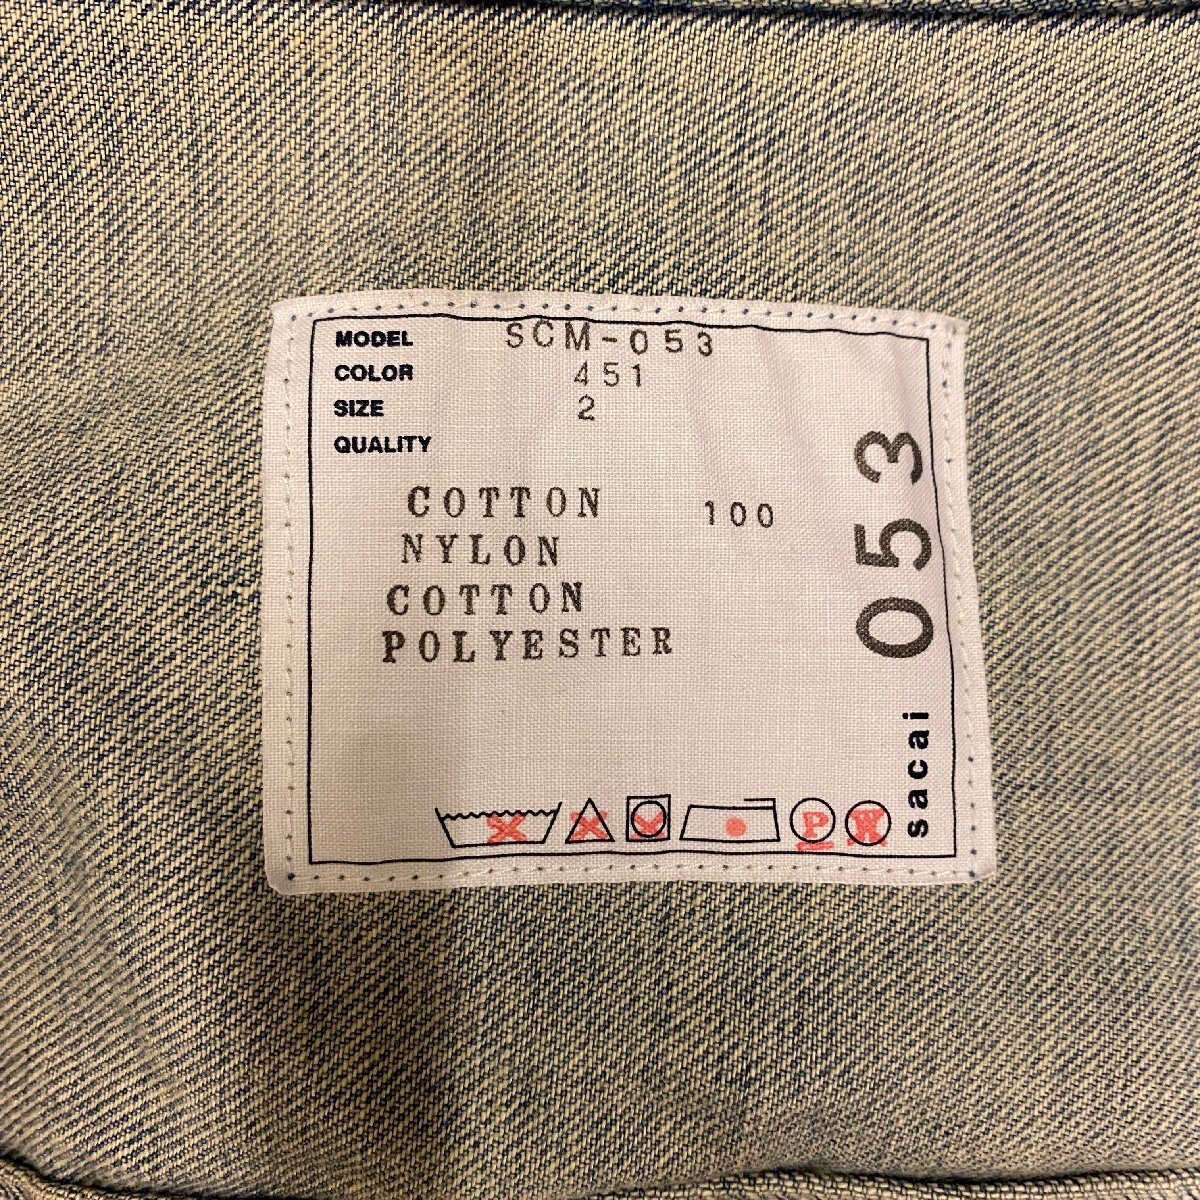 MODEL SCM-053
COLOR 451
SIZE 2
QUALITY
COTTON 100
NYLON
COTTON
POLYESTER
P W
sacai 053